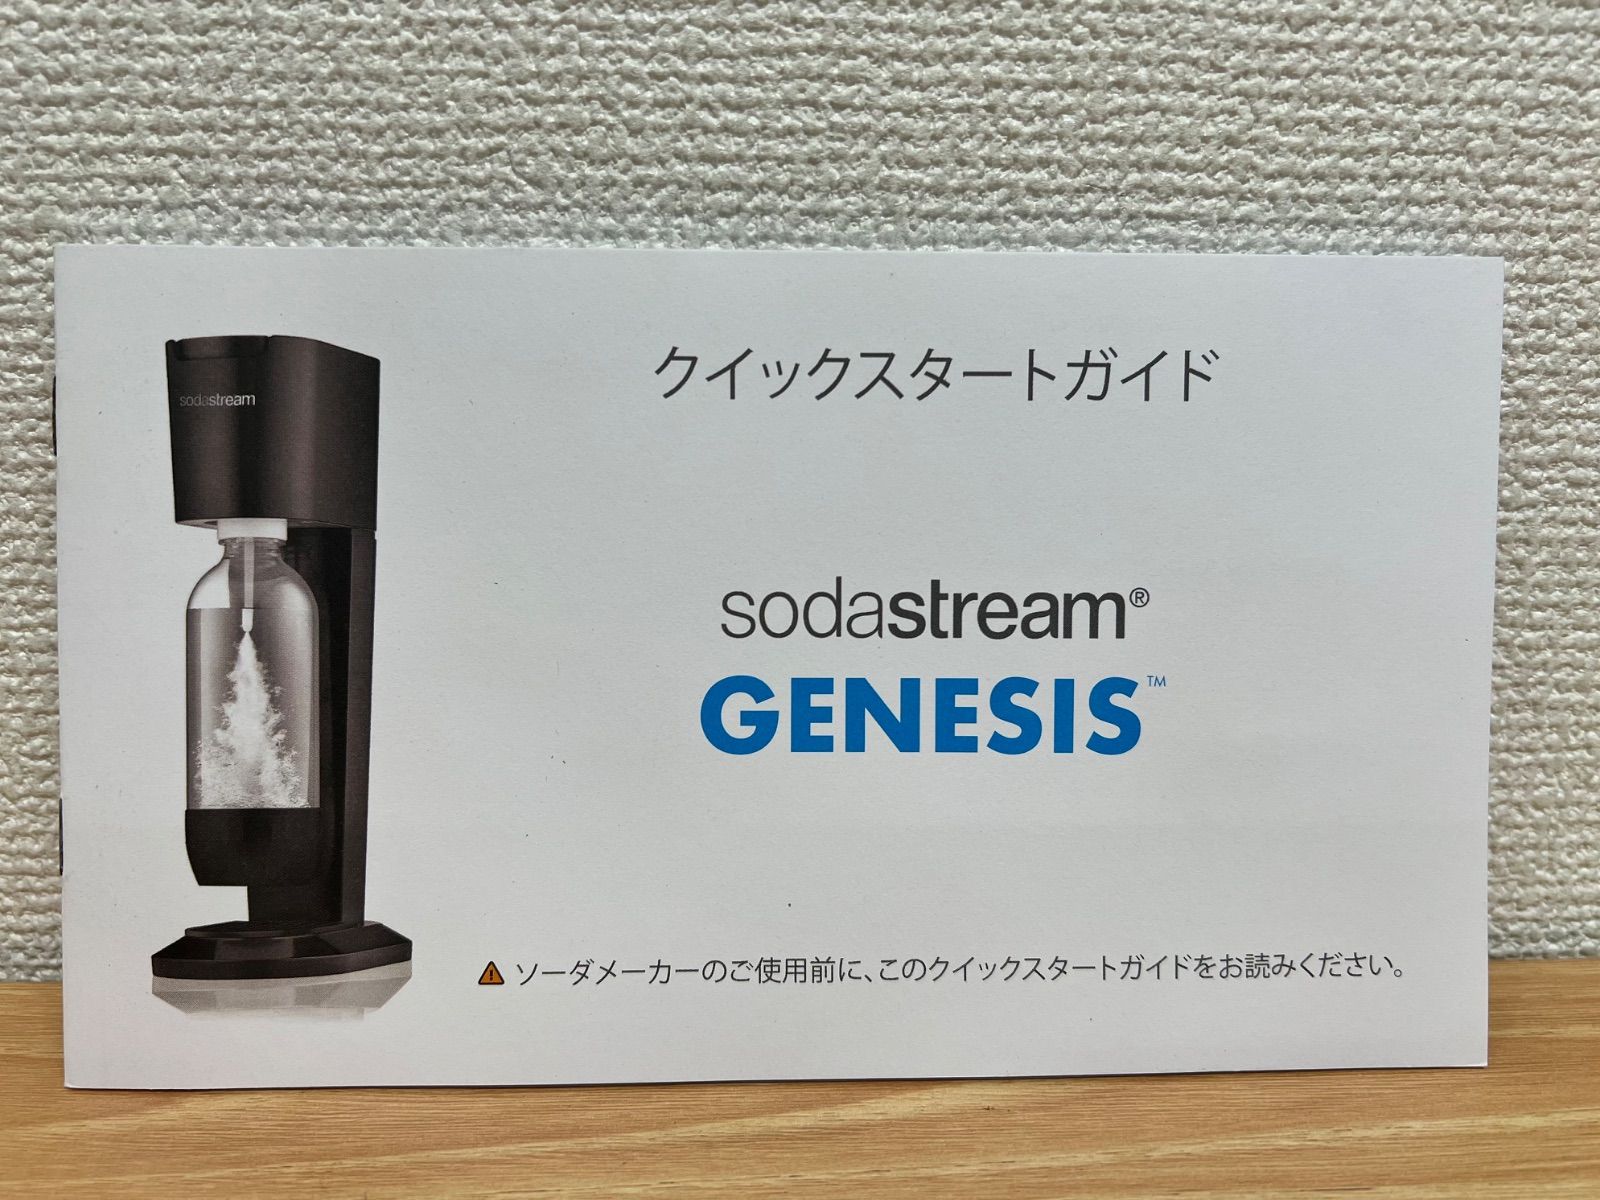 クイックスタートガイド
sodastream
sodastream®
GENESIS™
⚠ ソーダメーカーのご使用前に、このクイックスタートガイドをお読みください。